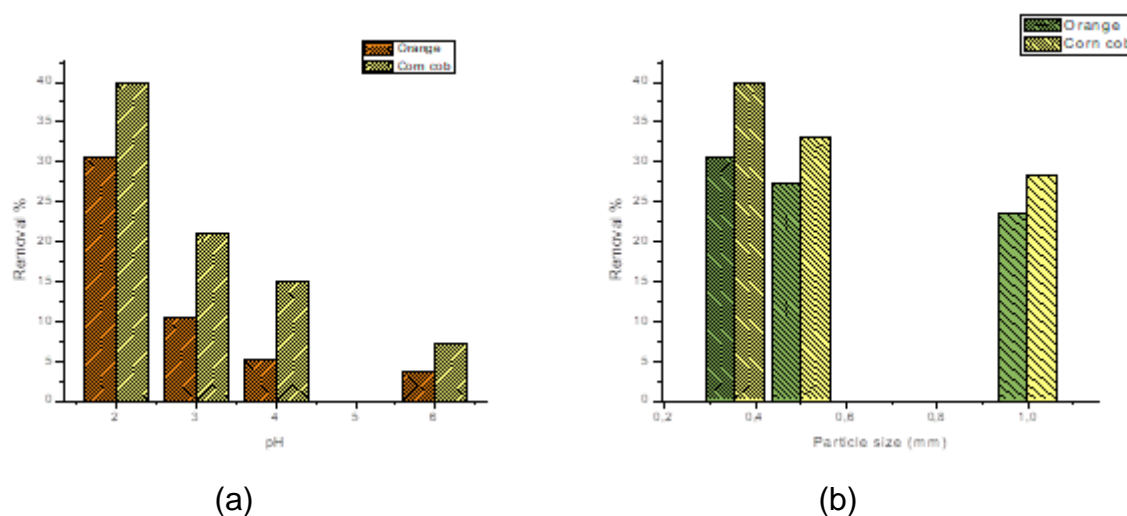 Orange
Corn cob
40
35
30
25
20
15
10
5
0
Removal %
2 3 4 5 6
pH
(a)
Orange
Corn cob
40
35
30
25
20
15
10
5
0
Removal %
0,2 0,4 0,6 0,8 1,0
Particle size (mm)
(b)